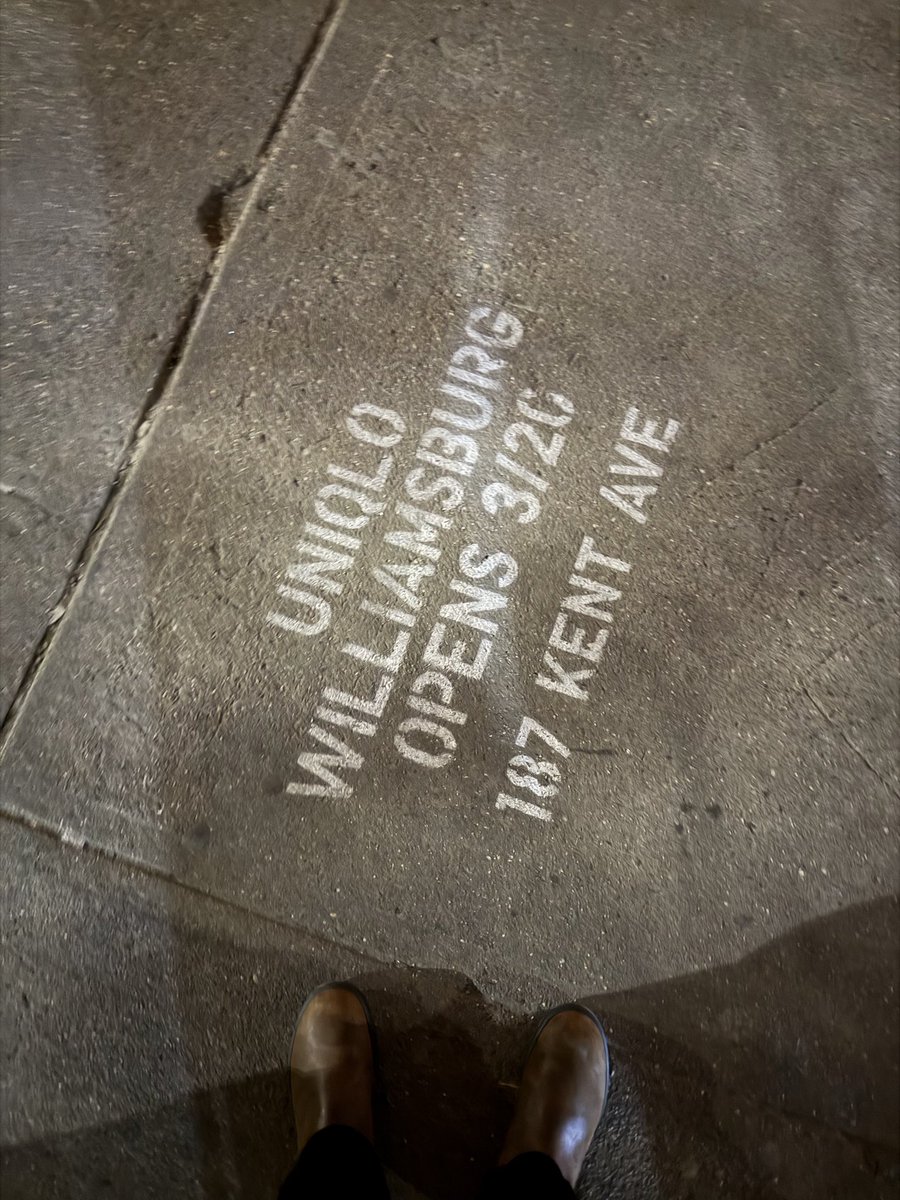 UNIQLO
WILLIAMSBURG
OPENS 3/26
187 KENT AVE